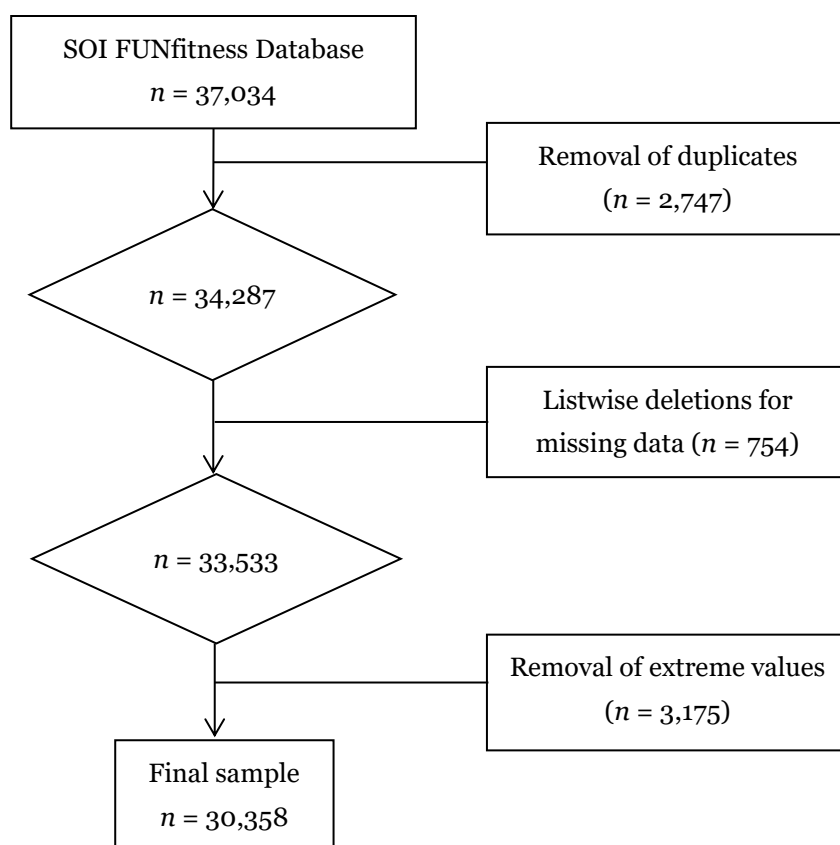 SOI FUNfitness Database
n = 37,034
Removal of duplicates
(n = 2,747)
n = 34,287
Listwise deletions for
missing data (n = 754)
n = 33,533
Removal of extreme values
(n = 3,175)
Final sample
n = 30,358